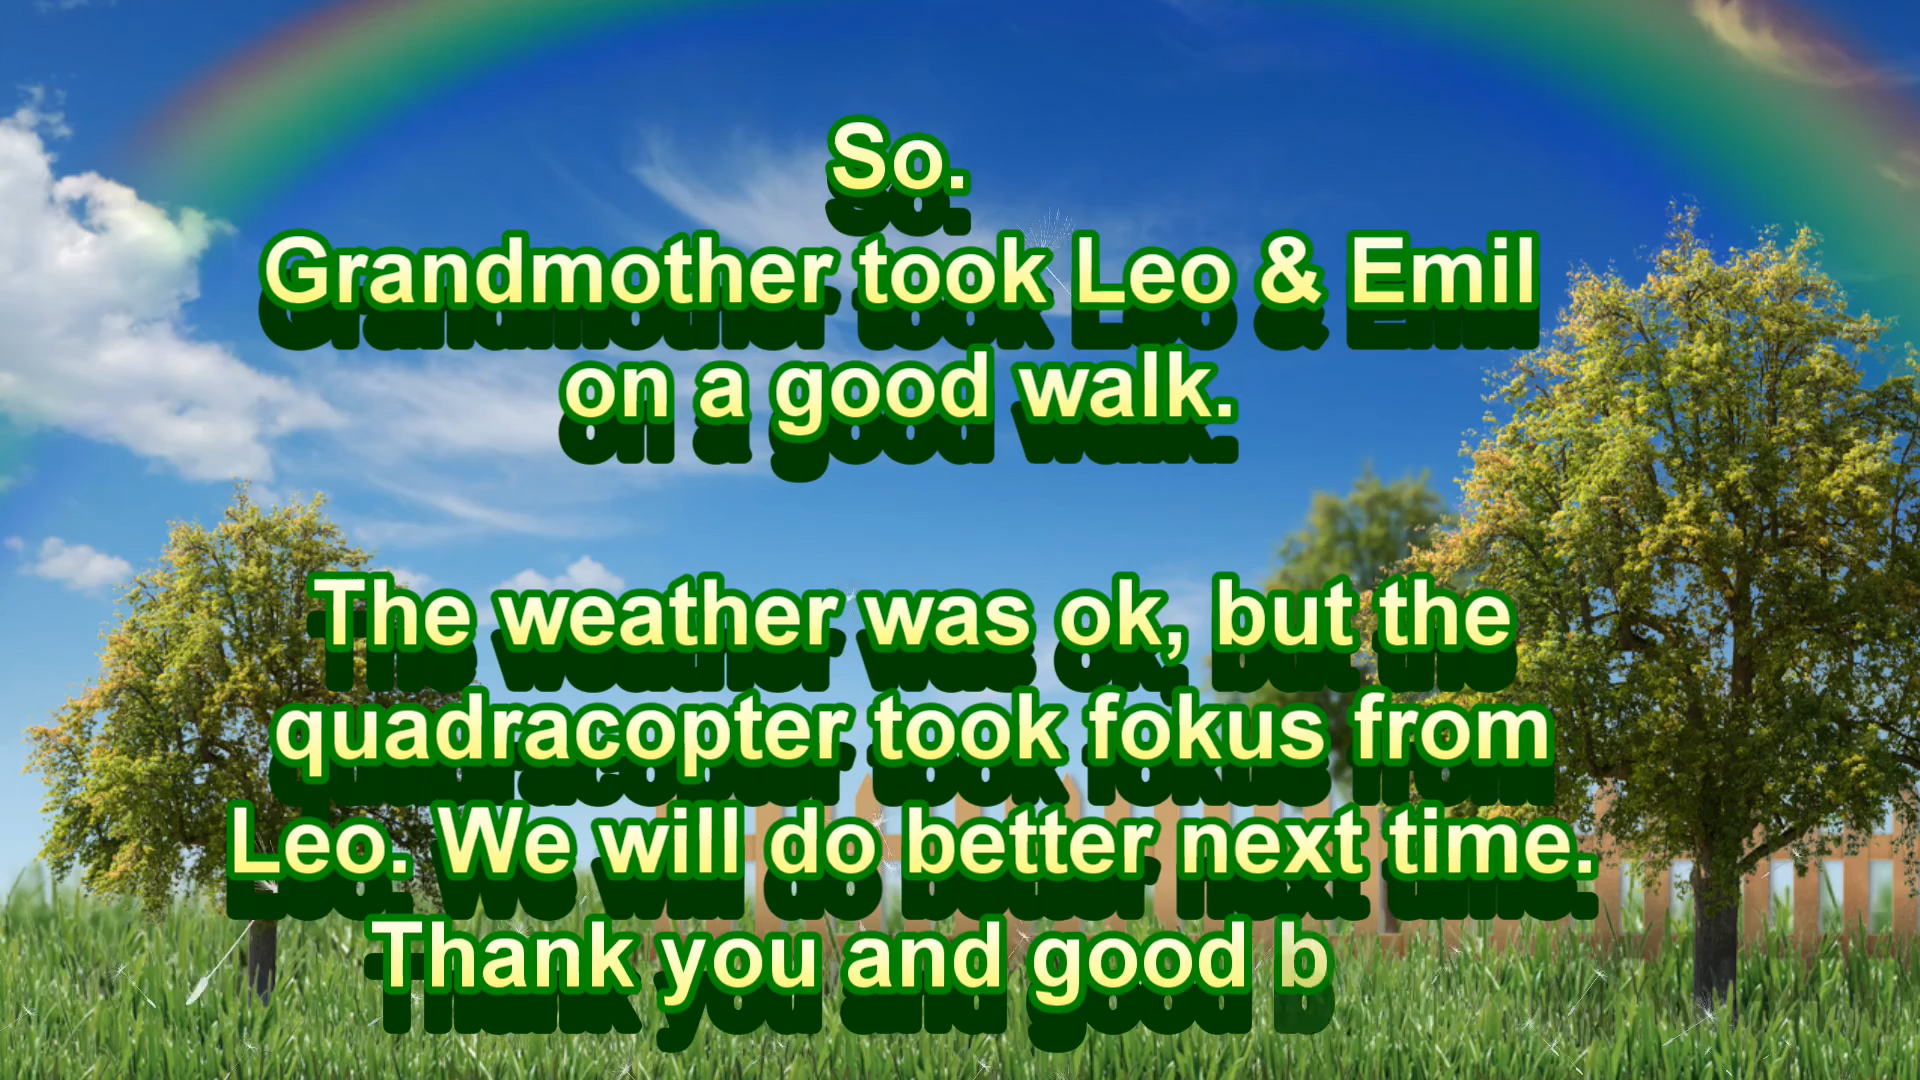 So.
Grandmother took Leo & Emil
on a good walk.
The weather was ok, but the
quadracopter took fokus from
Leo. We will do better next time.
Thank you and good b